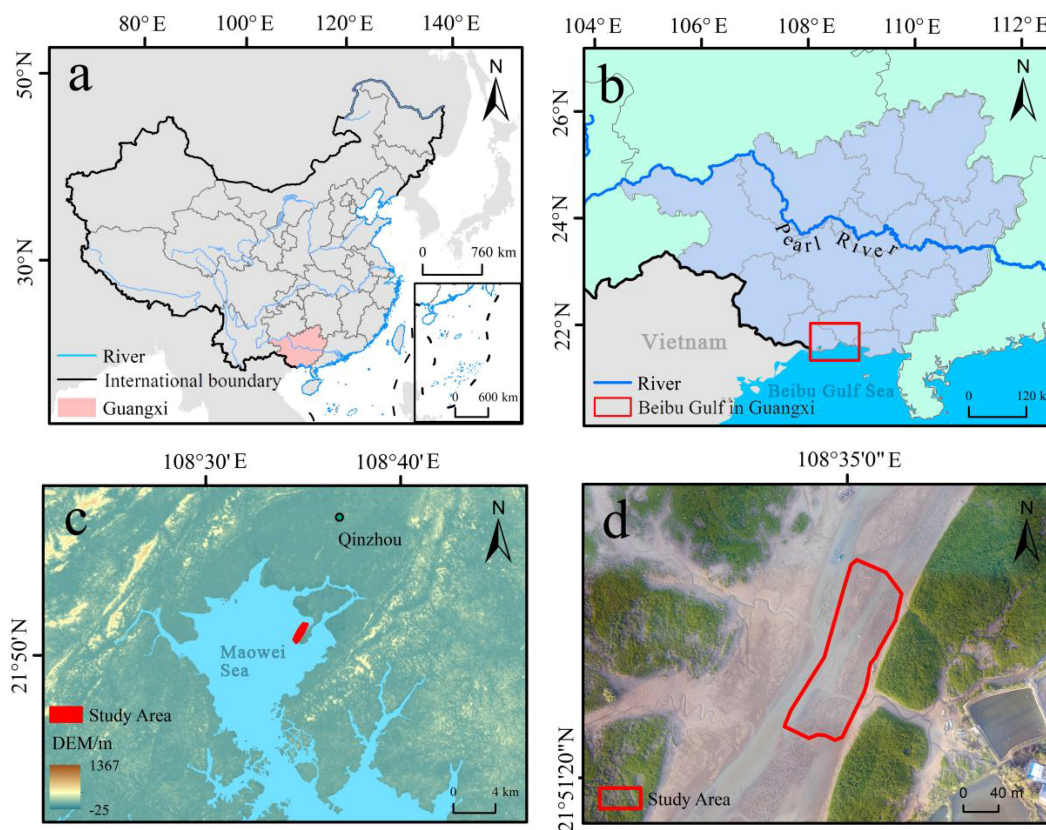 80°E 100°E 120°E 140°E
50°N
30°N
a
N
0 760 km
River
International boundary
Guangxi
0 600 km
104°E 106°E 108°E 110°E 112°E
26°N
24°N
22°N
b
N
Pearl River
Vietnam
Beibu Gulf Sea
River
Beibu Gulf in Guangxi
0 120 k
108°30'E 108°40'E
21°50'N
c
N
Qinzhou
Maowei
Sea
Study Area
DEM/m
1367
-25
0 4 km
108°35'0"E
21°51'20"N
d
N
Study Area
0 40 m